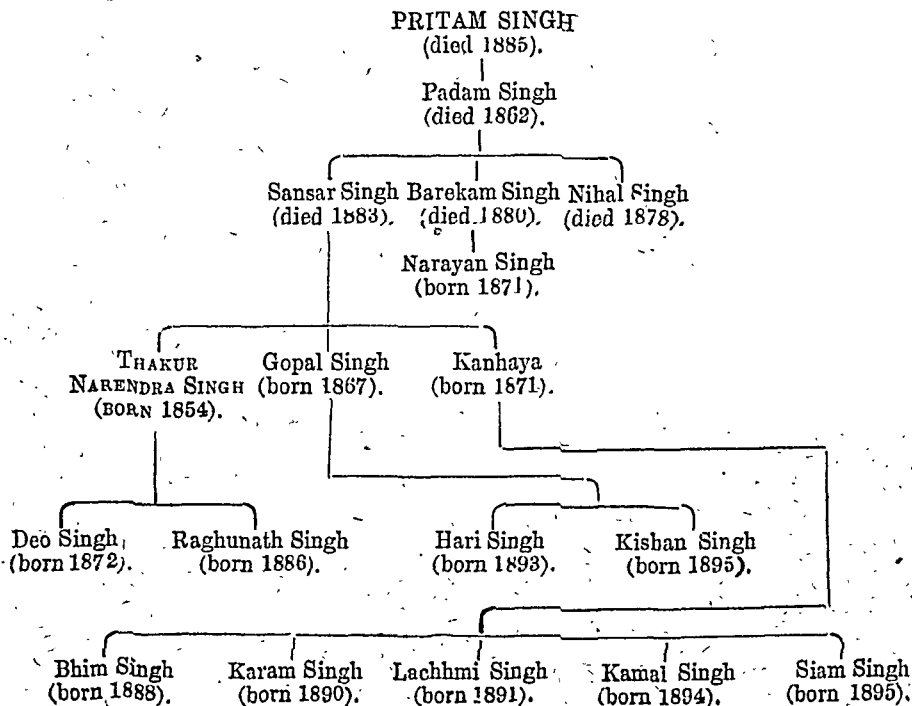 PRITAM SINGH
(died 1885).
Padam Singh
(died 1862).
Sansar Singh Barekam Singh Nihal Singh
(died 1883). (died 1880). (died 1878).
Narayan Singh
(born 1871).
THAKUR Gopal Singh Kanhaya
NARENDRA SINGH (born 1867). (born 1871).
(BORN 1854).
Deo Singh Raghunath Singh Hari Singh Kishan Singh
(born 1872). (born 1886). (born 1893). (born 1895).
Bhim Singh Karam Singh Lachhmi Singh Kamal Singh Siam Singh
(born 1888). (born 1890). (born 1891). (born 1894). (born 1895).